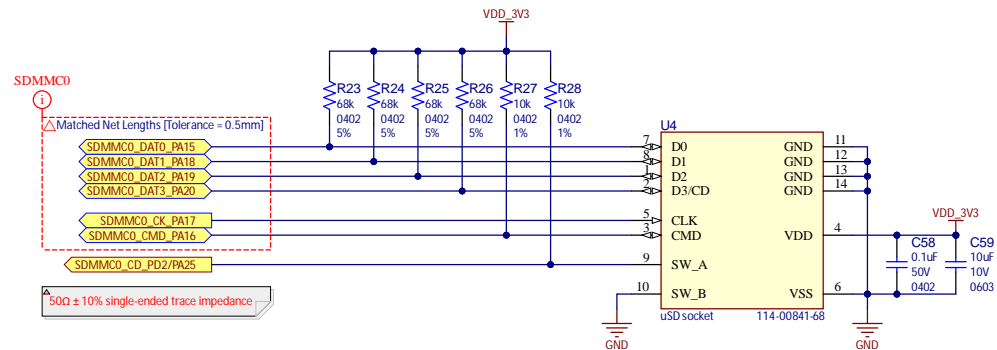 VDD_3V3
SDMMC0
i
Matched Net Lengths [Tolerance = 0.5mm]
R23
68k
0402
5%
R24
68k
0402
5%
R25
68k
0402
5%
R26
68k
0402
5%
R27
10k
0402
1%
R28
10k
0402
1%
SDMMC0_DAT0_PA15
SDMMC0_DAT1_PA18
SDMMC0_DAT2_PA19
SDMMC0_DAT3_PA20
SDMMC0_CK_PA17
SDMMC0_CMD_PA16
SDMMC0_CD_PD2/PA25
50Ω ± 10% single-ended trace impedance
U4
7 D0 GND 11
8 D1 GND 12
1 D2 GND 13
2 D3/CD GND 14
5 CLK
3 CMD VDD 4
9 SW_A
10 SW_B VSS 6
uSD socket 114-00841-68
GND
GND
VDD_3V3
C58
0.1uF
50V
0402
C59
10uF
10V
0603